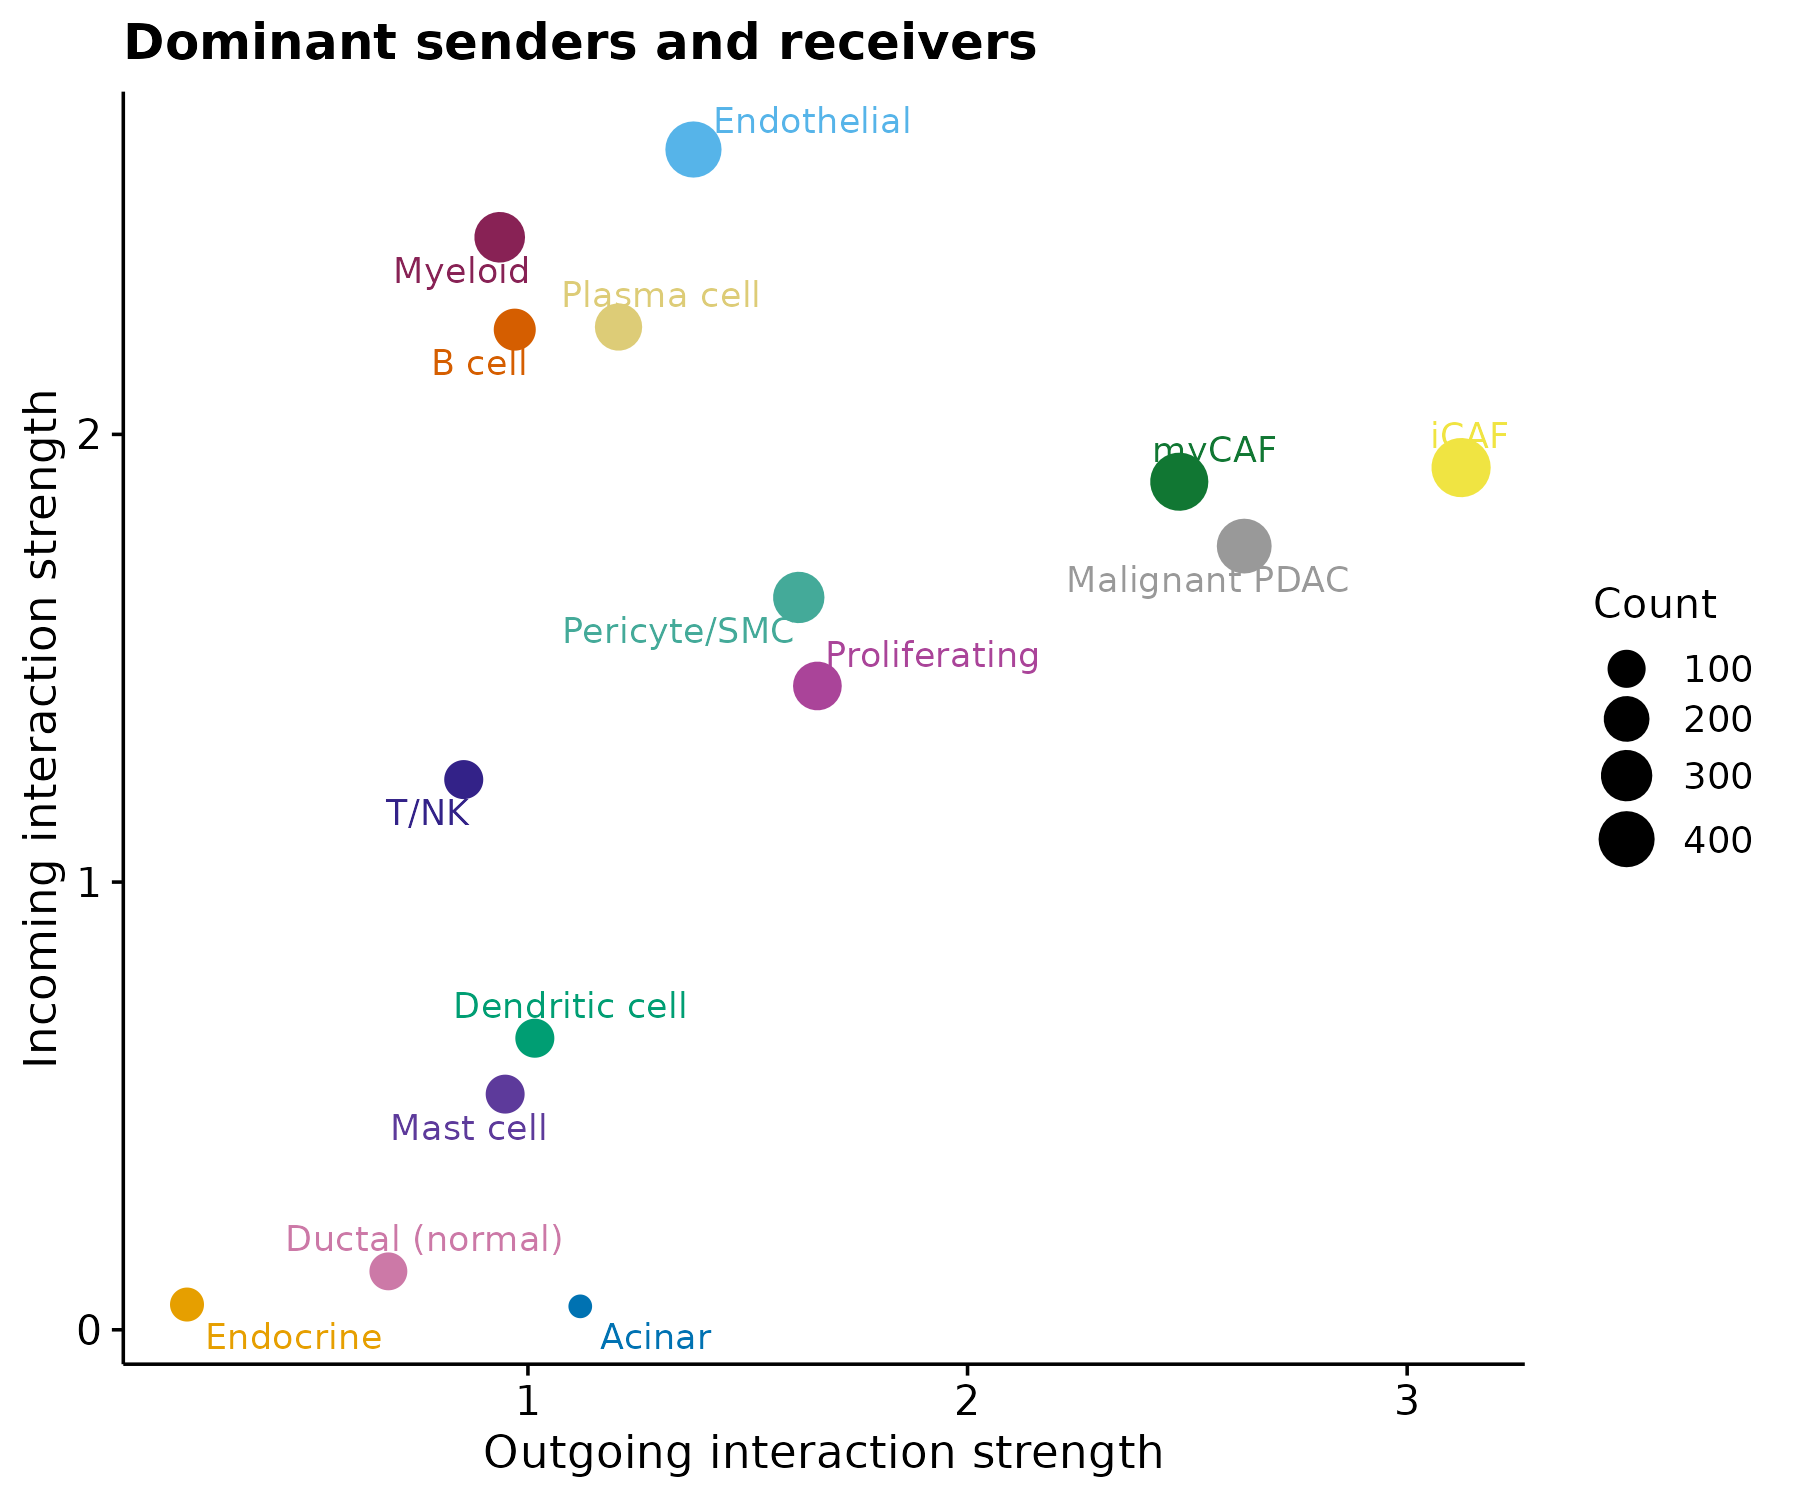 Dominant senders and receivers
Endothelial
Myeloid
Plasma cell
B cell
iCAF
myCAF
Malignant PDAC
Pericyte/SMC
Proliferating
T/NK
Dendritic cell
Mast cell
Ductal (normal)
Endocrine
Acinar
2
1
0
Incoming interaction strength
1
2
3
Outgoing interaction strength
Count
100
200
300
400